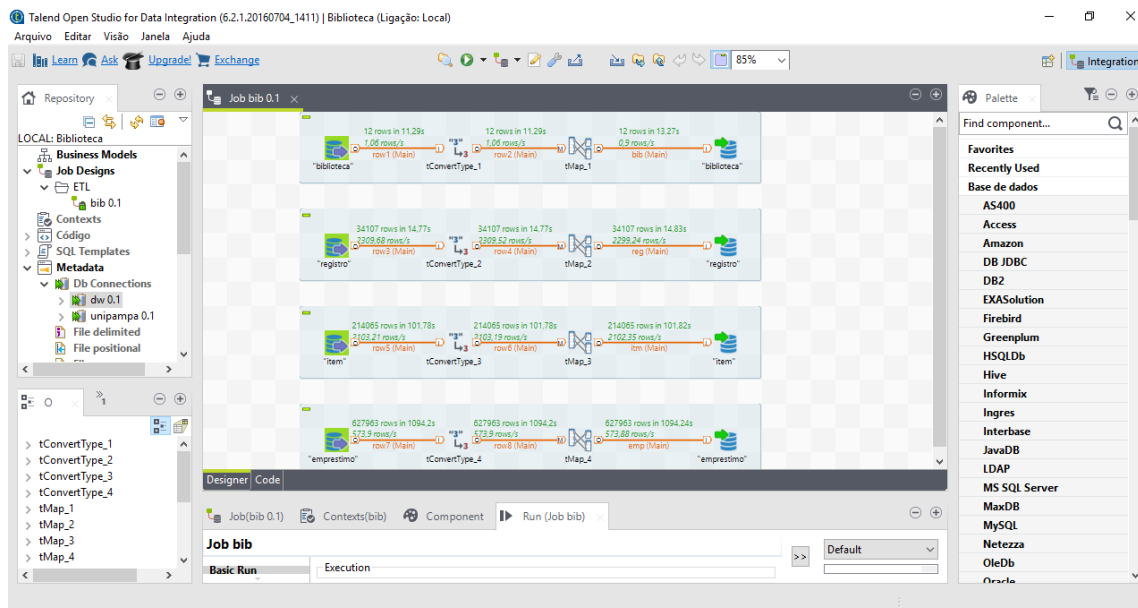 Talend Open Studio for Data Integration (6.2.1.20160704_1411) | Biblioteca (Ligação: Local)
Arquivo Editar Visão Janela Ajuda
Learn Ask Upgrade! Exchange 85% Integration
Repository
LOCAL: Biblioteca
Business Models
Job Designs
ETL
bib 0.1
Contexts
Código
SQL Templates
Metadata
Db Connections
dw 0.1
unipampa 0.1
File delimited
File positional
O
»1
tConvertType_1
tConvertType_2
tConvertType_3
tConvertType_4
tMap_1
tMap_2
tMap_3
tMap_4
Job bib 0.1
12 rows in 11,29s 12 rows in 11,29s 12 rows in 13,27s
1,06 rows/s 1,06 rows/s 0,9 rows/s
row1 (Main) row2 (Main) bib (Main)
"biblioteca" tConvertType_1 tMap_1 "biblioteca"
34107 rows in 14,77s 34107 rows in 14,77s 34107 rows in 14,83s
2309,68 rows/s 2309,52 rows/s 2299,24 rows/s
row3 (Main) row4 (Main) reg (Main)
"registro" tConvertType_2 tMap_2 "registro"
214065 rows in 101,78s 214065 rows in 101,78s 214065 rows in 101,82s
2103,21 rows/s 2103,19 rows/s 2102,35 rows/s
row5 (Main) row6 (Main) itm (Main)
"item" tConvertType_3 tMap_3 "item"
627963 rows in 1094,2s 627963 rows in 1094,2s 627963 rows in 1094,24s
573,9 rows/s 573,9 rows/s 573,88 rows/s
row7 (Main) row8 (Main) emp (Main)
"emprestimo" tConvertType_4 tMap_4 "emprestimo"
Designer Code
Job(bib 0.1) Contexts(bib) Component Run (Job bib)
Job bib
Basic Run
Execution
>>
Default
Palette
Find component...
Favorites
Recently Used
Base de dados
AS400
Access
Amazon
DB JDBC
DB2
EXASolution
Firebird
Greenplum
HSQLDb
Hive
Informix
Ingres
Interbase
JavaDB
LDAP
MS SQL Server
MaxDB
MySQL
Netezza
OleDb
Oracle